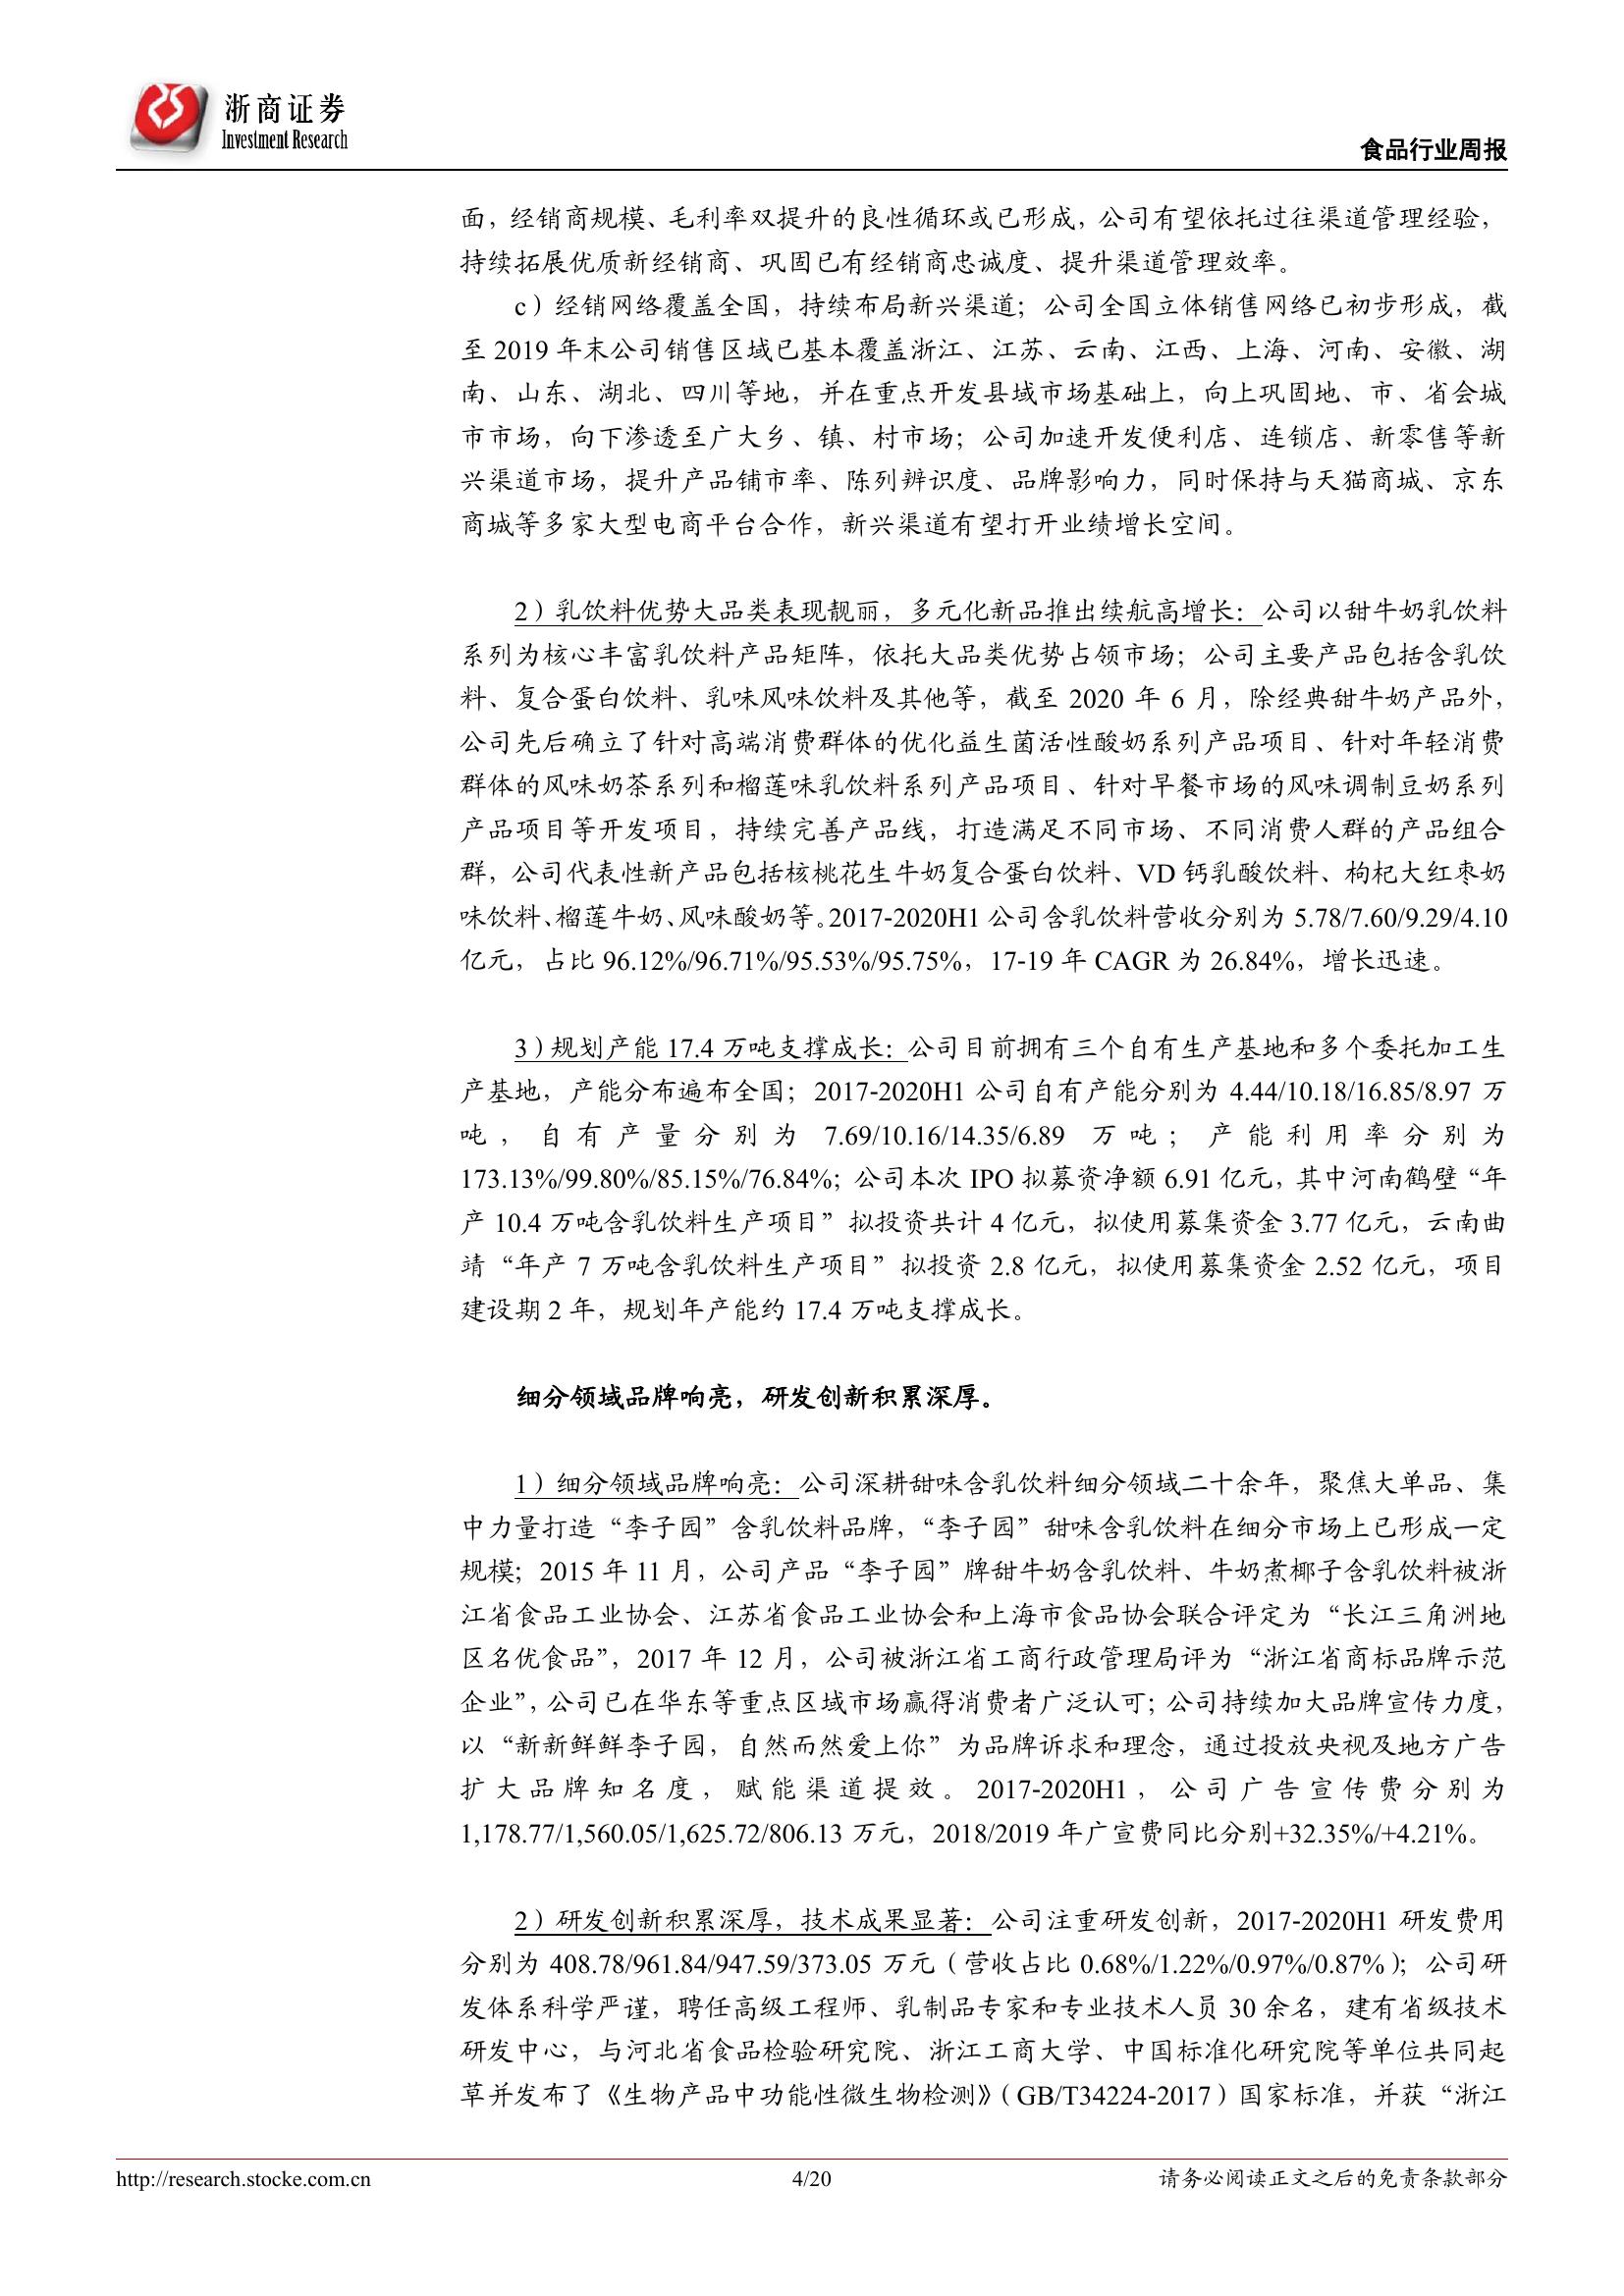 浙商证券
Investment Research
食品行业周报
面，经销商规模、毛利率双提升的良性循环或已形成，公司有望依托过往渠道管理经验，
持续拓展优质新经销商、巩固已有经销商忠诚度、提升渠道管理效率。
c）经销网络覆盖全国，持续布局新兴渠道；公司全国立体销售网络已初步形成，截
至 2019 年末公司销售区域已基本覆盖浙江、江苏、云南、江西、上海、河南、安徽、湖
南、山东、湖北、四川等地，并在重点开发县域市场基础上，向上巩固地、市、省会城
市市场，向下渗透至广大乡、镇、村市场；公司加速开发便利店、连锁店、新零售等新
兴渠道市场，提升产品铺市率、陈列辨识度、品牌影响力，同时保持与天猫商城、京东
商城等多家大型电商平台合作，新兴渠道有望打开业绩增长空间。
2）乳饮料优势大品类表现靓丽，多元化新品推出续航高增长：公司以甜牛奶乳饮料
系列为核心丰富乳饮料产品矩阵，依托大品类优势占领市场；公司主要产品包括含乳饮
料、复合蛋白饮料、乳味风味饮料及其他等，截至 2020 年 6 月，除经典甜牛奶产品外，
公司先后确立了针对高端消费群体的优化益生菌活性酸奶系列产品项目、针对年轻消费
群体的风味奶茶系列和榴莲味乳饮料系列产品项目、针对早餐市场的风味调制豆奶系列
产品项目等开发项目，持续完善产品线，打造满足不同市场、不同消费人群的产品组合
群，公司代表性新产品包括核桃花生牛奶复合蛋白饮料、VD 钙乳酸饮料、枸杞大红枣奶
味饮料、榴莲牛奶、风味酸奶等。2017-2020H1 公司含乳饮料营收分别为 5.78/7.60/9.29/4.10
亿元，占比 96.12%/96.71%/95.53%/95.75%，17-19 年 CAGR 为 26.84%，增长迅速。
3）规划产能 17.4 万吨支撑成长：公司目前拥有三个自有生产基地和多个委托加工生
产基地，产能分布遍布全国；2017-2020H1 公司自有产能分别为 4.44/10.18/16.85/8.97 万
吨，自有产量分别为 7.69/10.16/14.35/6.89 万吨；产能利用率分别为
173.13%/99.80%/85.15%/76.84%；公司本次 IPO 拟募资净额 6.91 亿元，其中河南鹤壁“年
产 10.4 万吨含乳饮料生产项目”拟投资共计 4 亿元，拟使用募集资金 3.77 亿元，云南曲
靖“年产 7 万吨含乳饮料生产项目”拟投资 2.8 亿元，拟使用募集资金 2.52 亿元，项目
建设期 2 年，规划年产能约 17.4 万吨支撑成长。
细分领域品牌响亮，研发创新积累深厚。
1）细分领域品牌响亮：公司深耕甜味含乳饮料细分领域二十余年，聚焦大单品、集
中力量打造“李子园”含乳饮料品牌，“李子园”甜味含乳饮料在细分市场上已形成一定
规模；2015 年 11 月，公司产品“李子园”牌甜牛奶含乳饮料、牛奶煮椰子含乳饮料被浙
江省食品工业协会、江苏省食品工业协会和上海市食品协会联合评定为“长江三角洲地
区名优食品”，2017 年 12 月，公司被浙江省工商行政管理局评为“浙江省商标品牌示范
企业”，公司已在华东等重点区域市场赢得消费者广泛认可；公司持续加大品牌宣传力度，
以“新新鲜鲜李子园，自然而然爱上你”为品牌诉求和理念，通过投放央视及地方广告
扩大品牌知名度，赋能渠道提效。2017-2020H1，公司广告宣传费分别为
1,178.77/1,560.05/1,625.72/806.13 万元，2018/2019 年广宣费同比分别+32.35%/+4.21%。
2）研发创新积累深厚，技术成果显著：公司注重研发创新，2017-2020H1 研发费用
分别为 408.78/961.84/947.59/373.05 万元（营收占比 0.68%/1.22%/0.97%/0.87%）；公司研
发体系科学严谨，聘任高级工程师、乳制品专家和专业技术人员 30 余名，建有省级技术
研发中心，与河北省食品检验研究院、浙江工商大学、中国标准化研究院等单位共同起
草并发布了《生物产品中功能性微生物检测》（GB/T34224-2017）国家标准，并获“浙江
http://research.stocke.com.cn
4/20
请务必阅读正文之后的免责条款部分